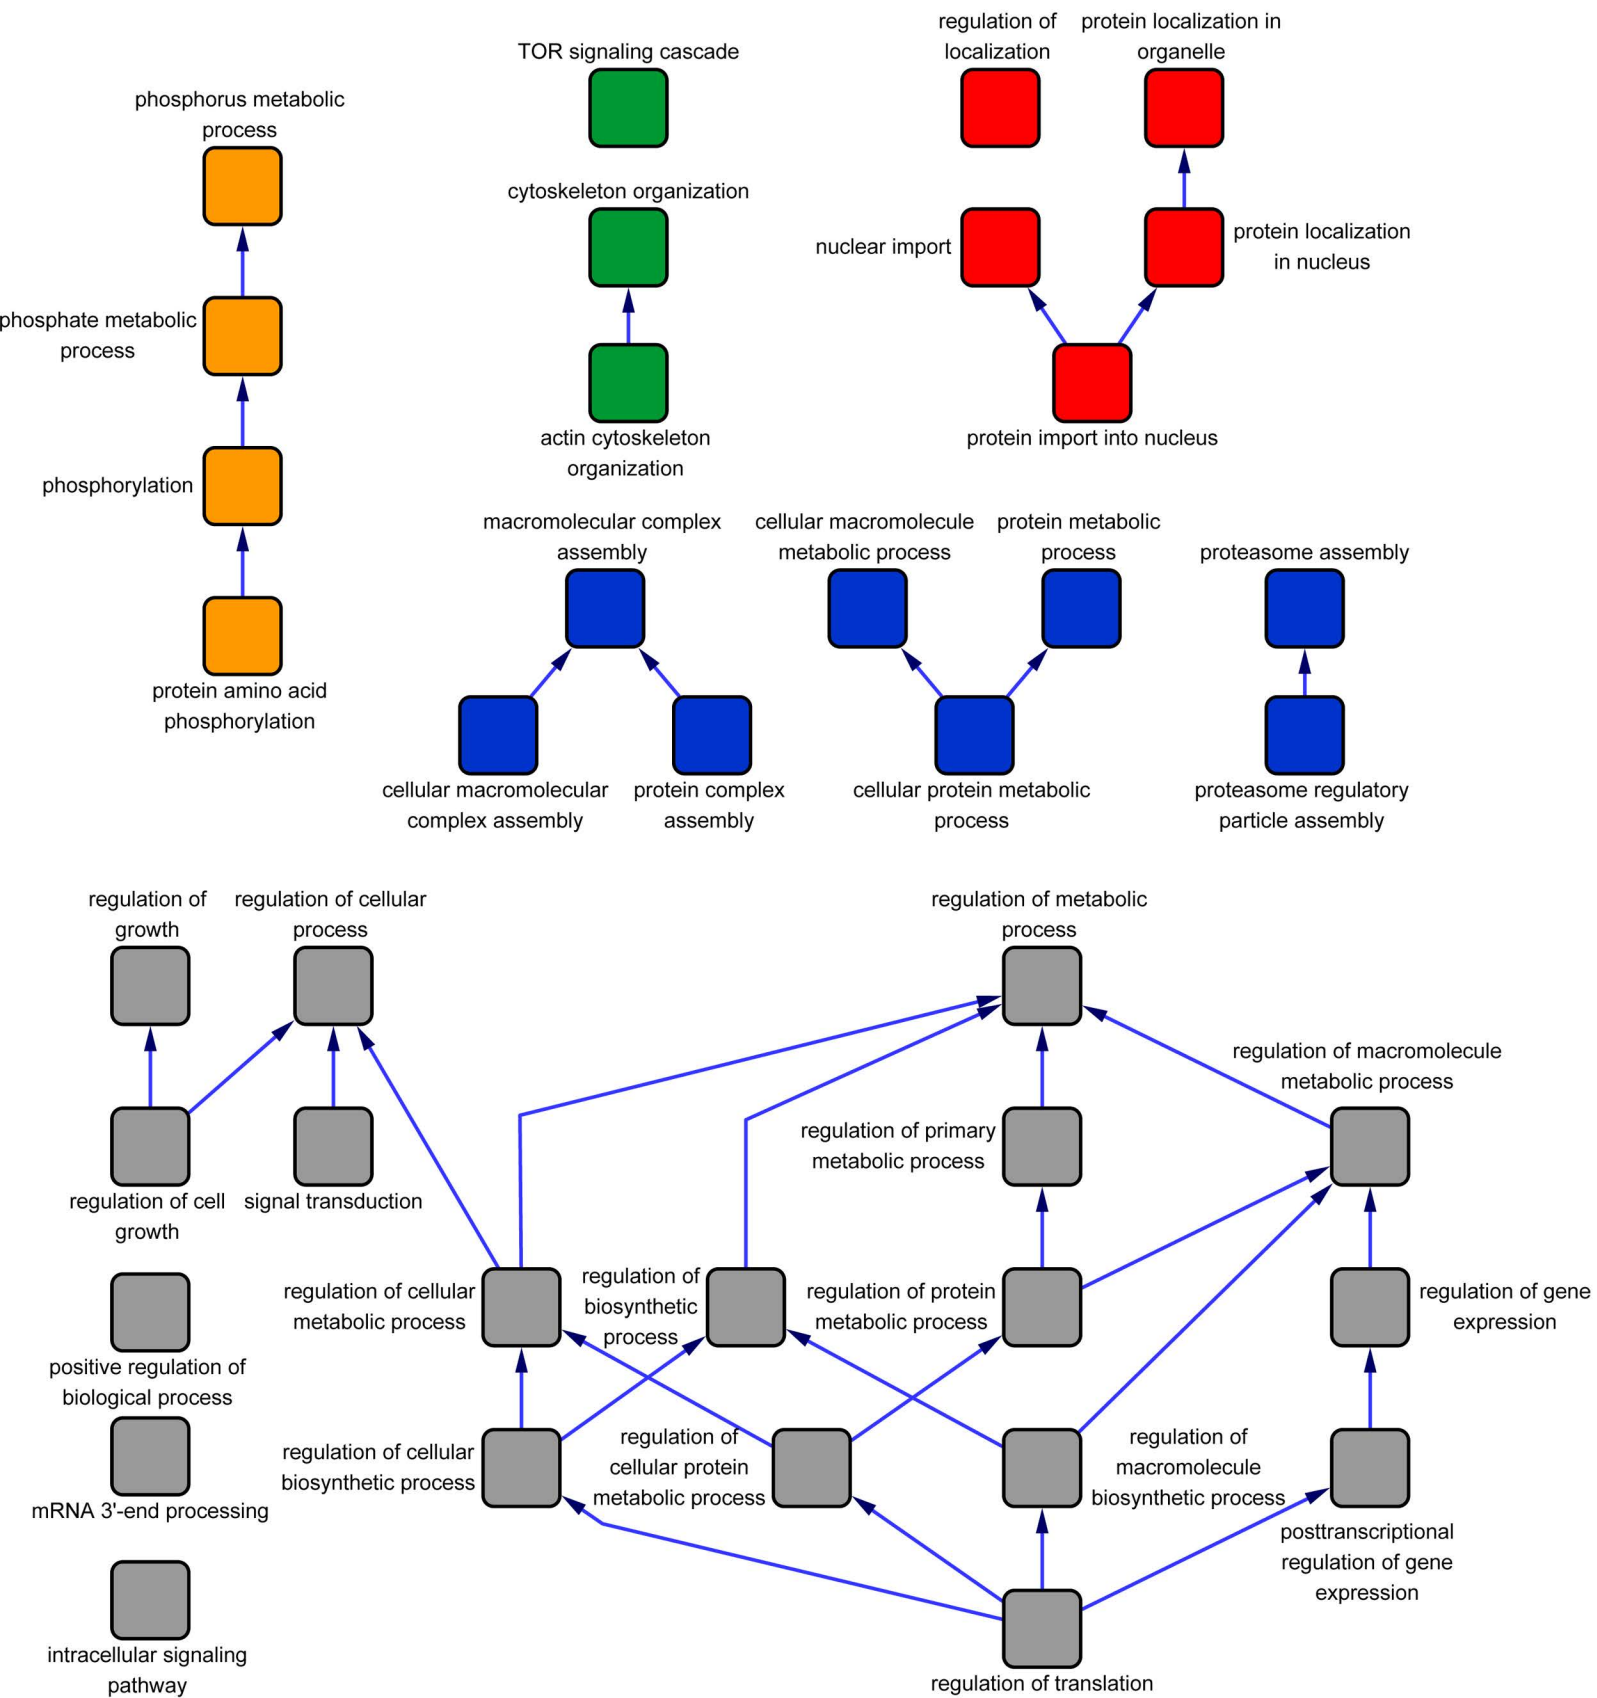 regulation of
localization
protein localization in
organelle
TOR signaling cascade
phosphorus metabolic
process
cytoskeleton organization
nuclear import
protein localization
in nucleus
phosphate metabolic
process
actin cytoskeleton
organization
protein import into nucleus
phosphorylation
macromolecular complex
assembly
cellular macromolecule
metabolic process
protein metabolic
process
proteasome assembly
protein amino acid
phosphorylation
cellular macromolecular
complex assembly
protein complex
assembly
cellular protein metabolic
process
proteasome regulatory
particle assembly
regulation of
growth
regulation of cellular
process
regulation of metabolic
process
regulation of macromolecule
metabolic process
regulation of primary
metabolic process
regulation of cell
growth
signal transduction
regulation of cellular
metabolic process
regulation of
biosynthetic
process
regulation of protein
metabolic process
regulation of gene
expression
positive regulation of
biological process
regulation of cellular
biosynthetic process
regulation of
cellular protein
metabolic process
regulation of
macromolecule
biosynthetic process
mRNA 3'-end processing
posttranscriptional
regulation of gene
expression
intracellular signaling
pathway
regulation of translation